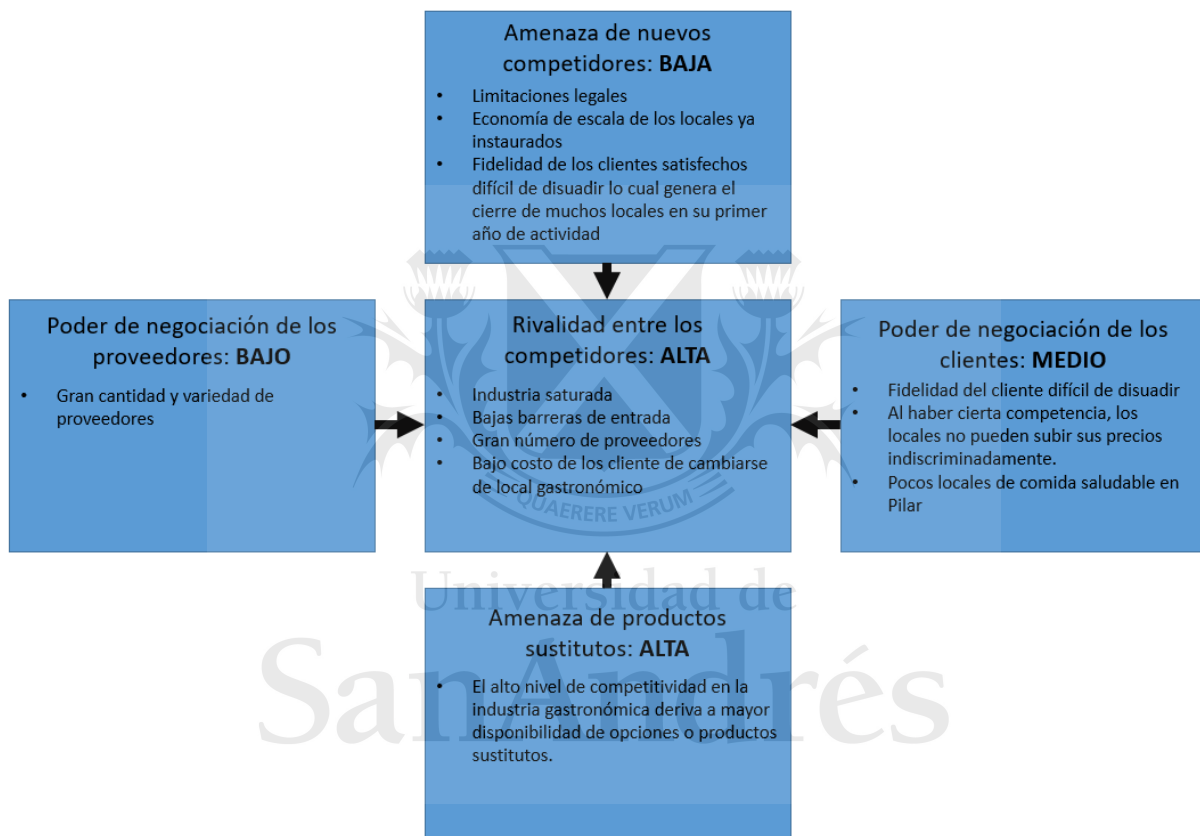 Amenaza de nuevos
competidores: BAJA
• Limitaciones legales
• Economía de escala de los locales ya
instaurados
• Fidelidad de los clientes satisfechos
difícil de disuadir lo cual genera el
cierre de muchos locales en su primer
año de actividad
Poder de negociación de los
proveedores: BAJO
• Gran cantidad y variedad de
proveedores
Rivalidad entre los
competidores: ALTA
• Industria saturada
• Bajas barreras de entrada
• Gran número de proveedores
• Bajo costo de los cliente de cambiarse
de local gastronómico
Poder de negociación de los
clientes: MEDIO
• Fidelidad del cliente difícil de disuadir
• Al haber cierta competencia, los
locales no pueden subir sus precios
indiscriminadamente.
• Pocos locales de comida saludable en
Pilar
QUAERERE VERUM
Universidad de
SanAndrés
Amenaza de productos
sustitutos: ALTA
• El alto nivel de competitividad en la
industria gastronómica deriva a mayor
disponibilidad de opciones o productos
sustitutos.